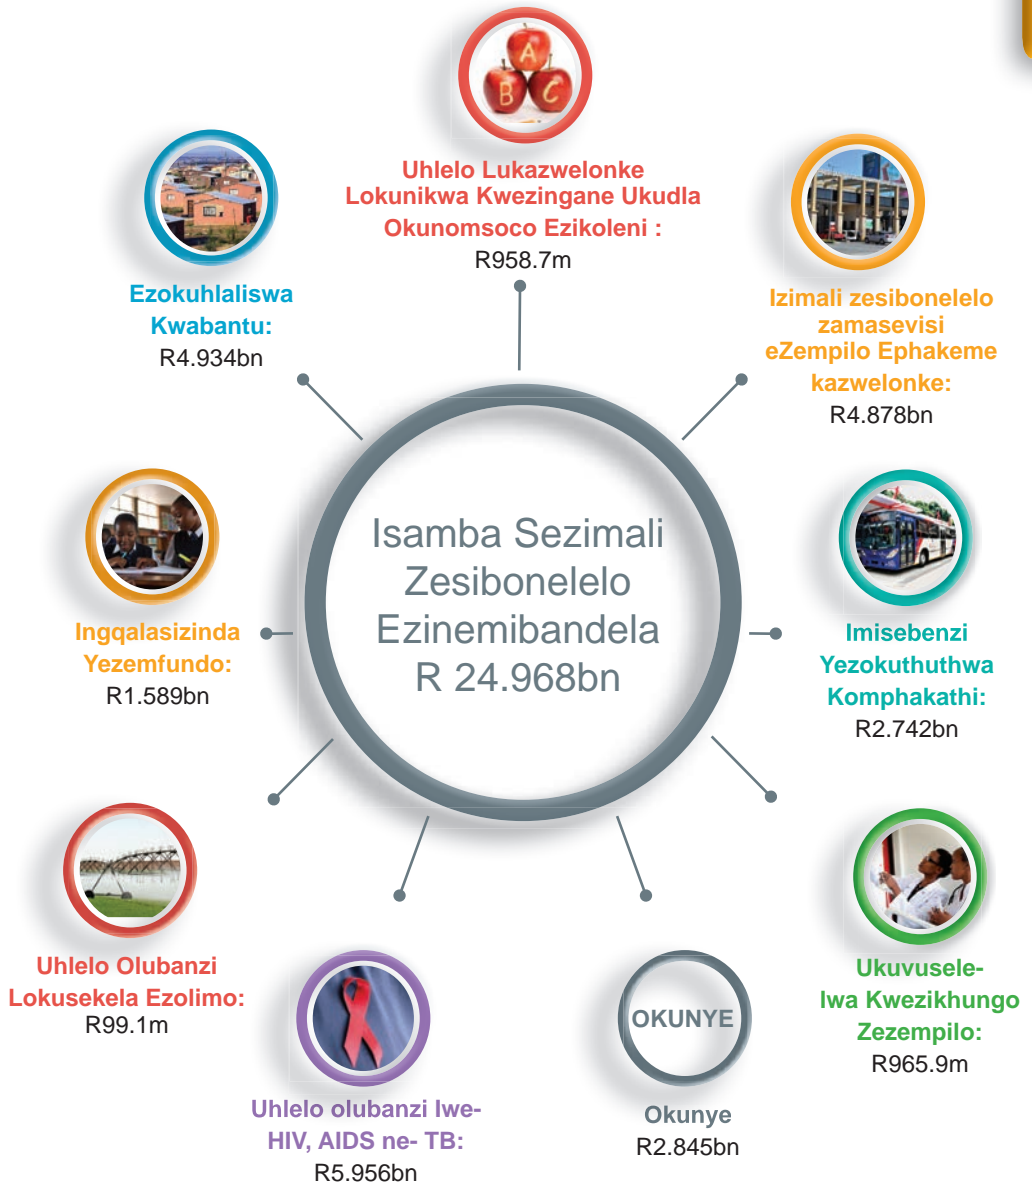 A
B C
Uhlelo Lukazwelonke
Lokunikwa Kwezingane Ukudla
Okunomsoco Ezikoleni :
R958.7m
Ezokuhlaliswa
Kwabantu:
R4.934bn
Izimali zesibonelelo
zamasevisi
eZempilo Ephakeme
kazwelonke:
R4.878bn
Isamba Sezimali
Zesibonelelo
Ezinemibandela
R 24.968bn
Ingqalasizinda
Yezemfundo:
R1.589bn
Imisebenzi
Yezokuthuthwa
Komphakathi:
R2.742bn
Uhlelo Olubanzi
Lokusekela Ezolimo:
R99.1m
Ukuvusele-
lwa Kwezikhungo
Zezempilo:
R965.9m
Uhlelo olubanzi lwe-
HIV, AIDS ne- TB:
R5.956bn
OKUNYE
Okunye
R2.845bn